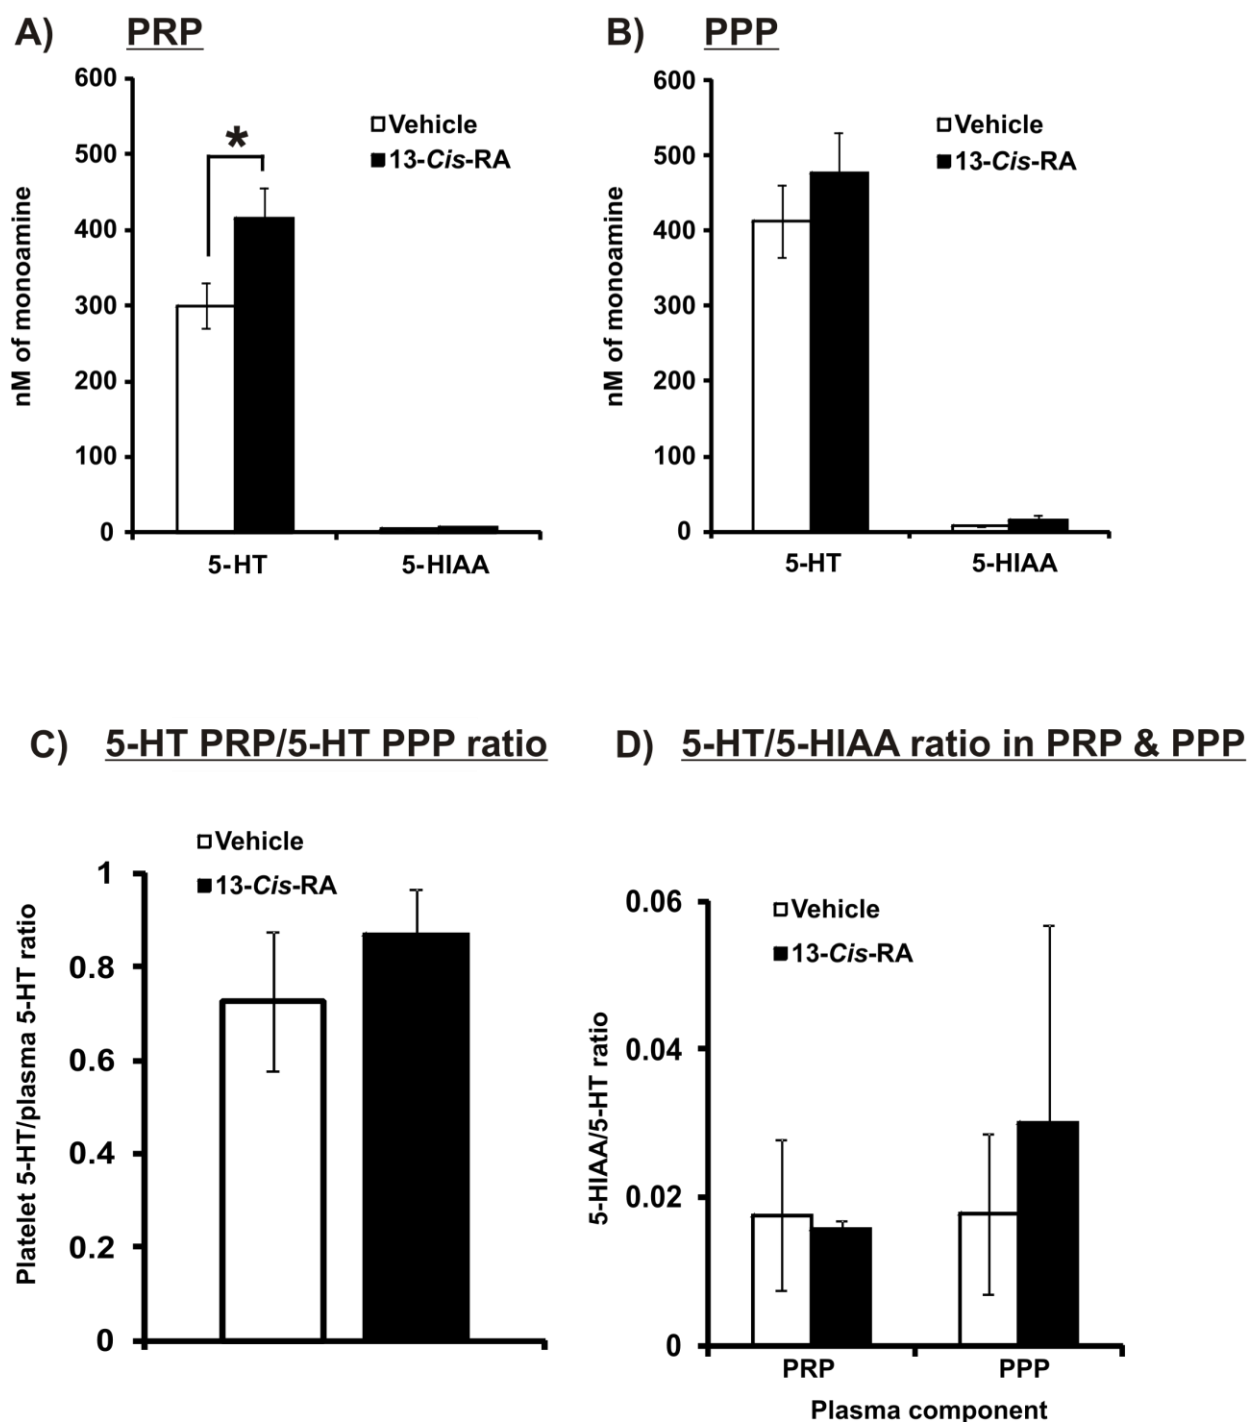 A) PRP
600
500
400
300
200
100
0
nM of monoamine
*
Vehicle
13-Cis-RA
5-HT 5-HIAA
B) PPP
600
500
400
300
200
100
0
nM of monoamine
Vehicle
13-Cis-RA
5-HT 5-HIAA
C) 5-HT PRP/5-HT PPP ratio
Vehicle
13-Cis-RA
1
0.8
0.6
0.4
0.2
0
Platelet 5-HT/plasma 5-HT ratio
D) 5-HT/5-HIAA ratio in PRP & PPP
Vehicle
13-Cis-RA
0.06
0.04
0.02
0
5-HIAA/5-HT ratio
PRP PPP
Plasma component